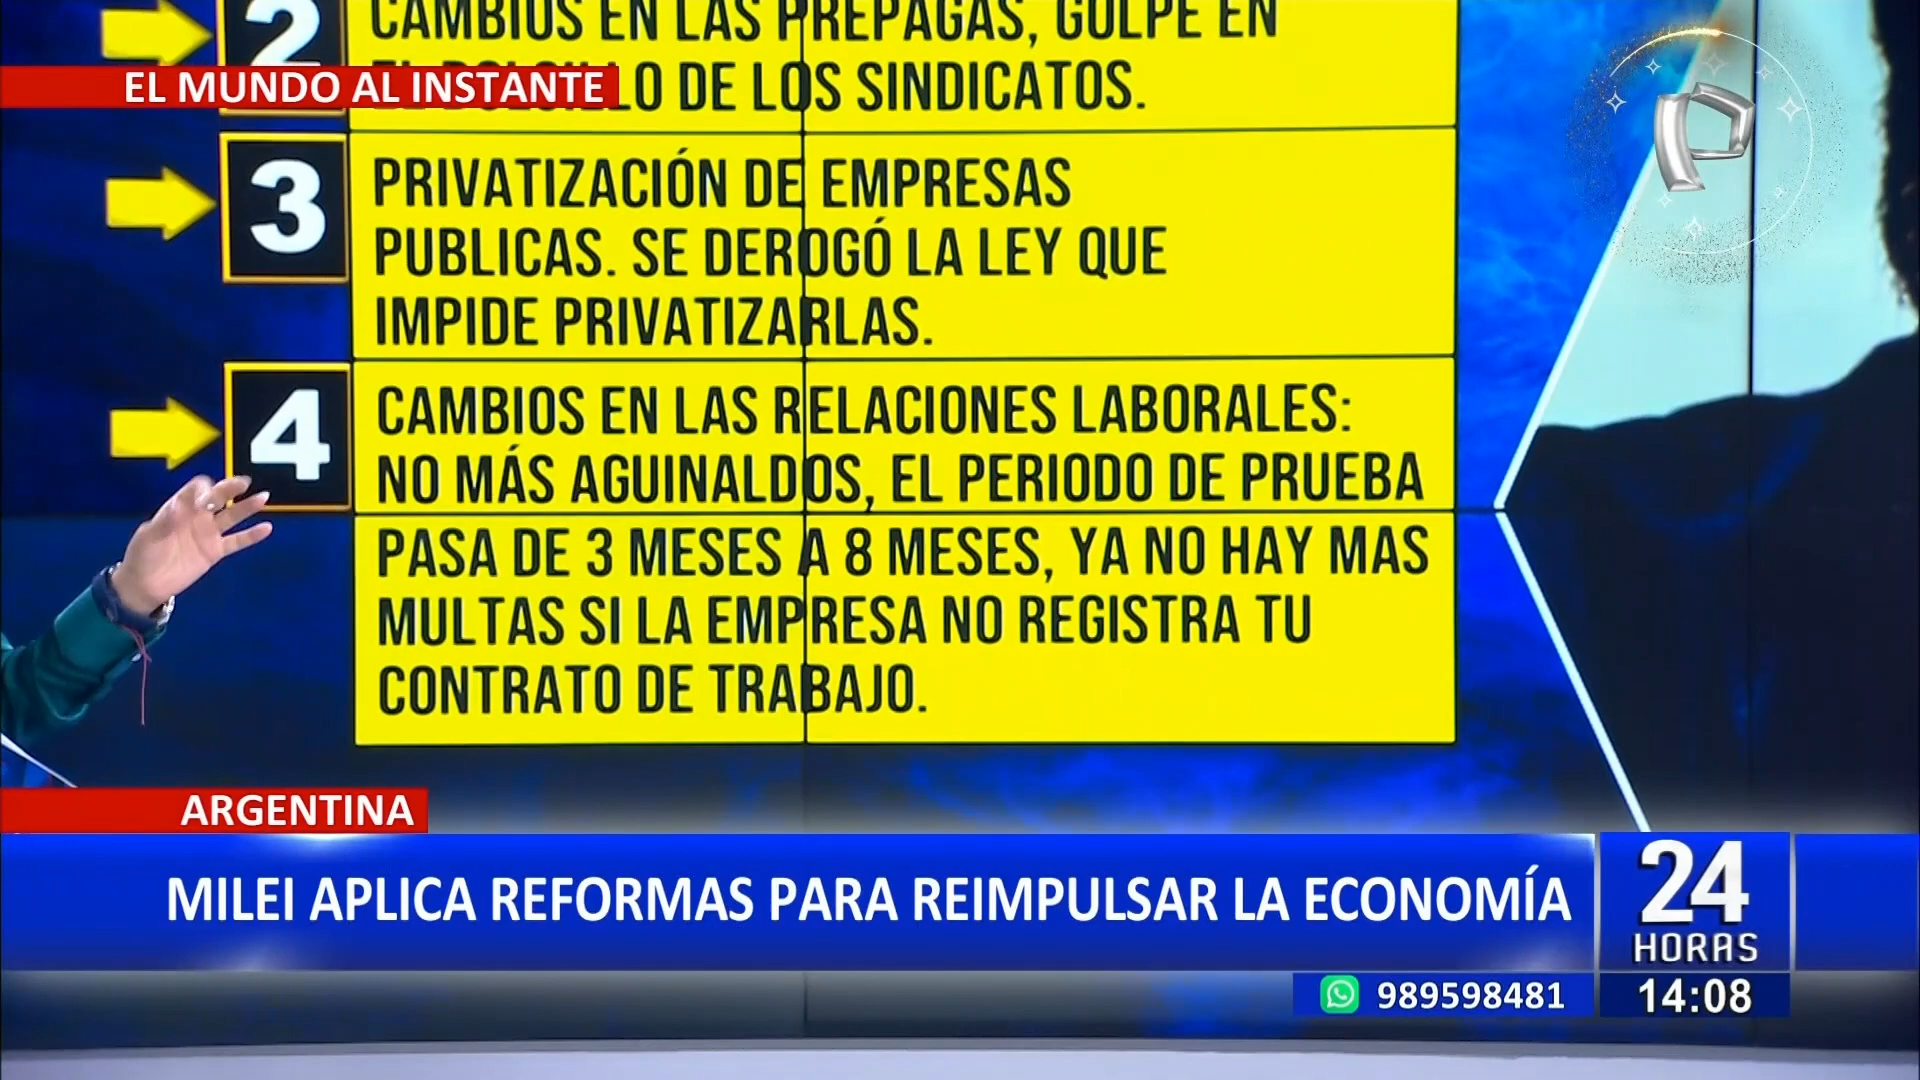 2
CAMBIOS EN LAS PREPAGAS, GOLPE EN
EL MUNDO AL INSTANTE
DE LOS SINDICATOS.
3
PRIVATIZACIÓN DE EMPRESAS
PUBLICAS. SE DEROGÓ LA LEY QUE
IMPIDE PRIVATIZARLAS.
4
CAMBIOS EN LAS RELACIONES LABORALES:
NO MÁS AGUINALDOS, EL PERIODO DE PRUEBA
PASA DE 3 MESES A 8 MESES, YA NO HAY MAS
MULTAS SI LA EMPRESA NO REGISTRA TU
CONTRATO DE TRABAJO.
ARGENTINA
MILEI APLICA REFORMAS PARA REIMPULSAR LA ECONOMÍA
24
HORAS
989598481
14:08